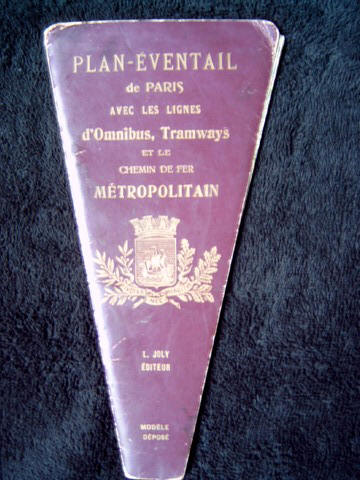 PLAN-ÉVENTAIL
de PARIS
AVEC LES LIGNES
d'Omnibus, Tramways
ET LE
CHEMIN DE FER
MÉTROPOLITAIN
L. JOLY
ÉDITEUR
MODÈLE
DÉPOSÉ